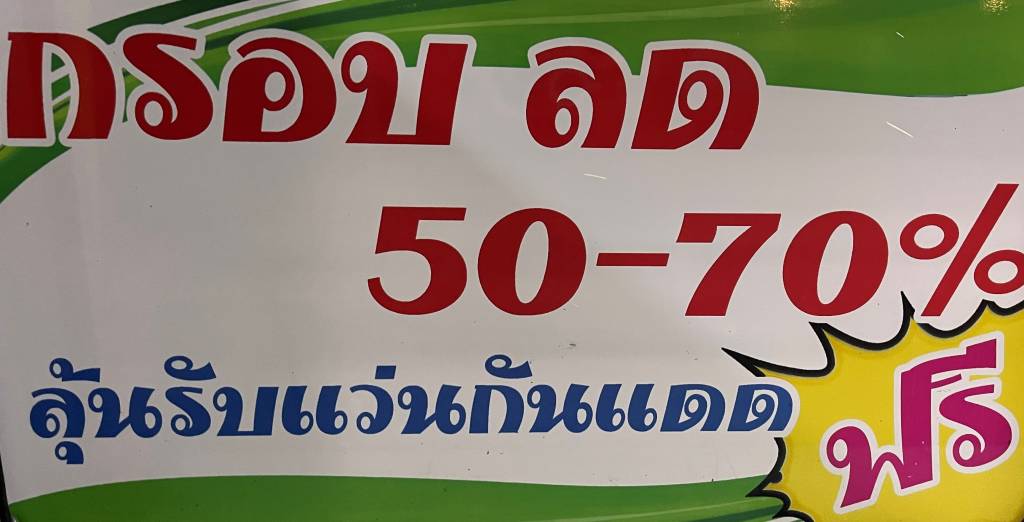 กรอบ ลด
50-70%
ลุ้นรับแว่นกันแดด
ฟรี